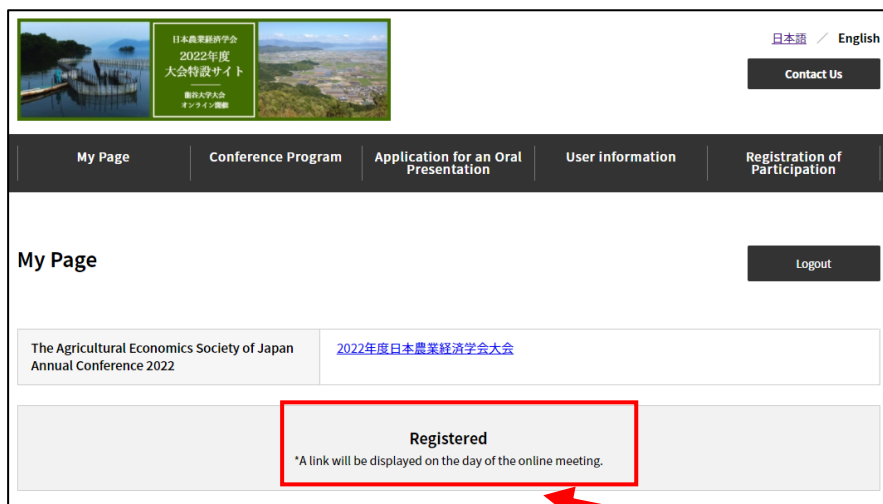 日本農業経済学会
2022年度
大会特設サイト
龍谷大学大会
オンライン開催
日本語 ／ English
Contact Us
My Page
Conference Program
Application for an Oral
Presentation
User information
Registration of
Participation
My Page
Logout
The Agricultural Economics Society of Japan
Annual Conference 2022
2022年度日本農業経済学会大会
Registered
*A link will be displayed on the day of the online meeting.